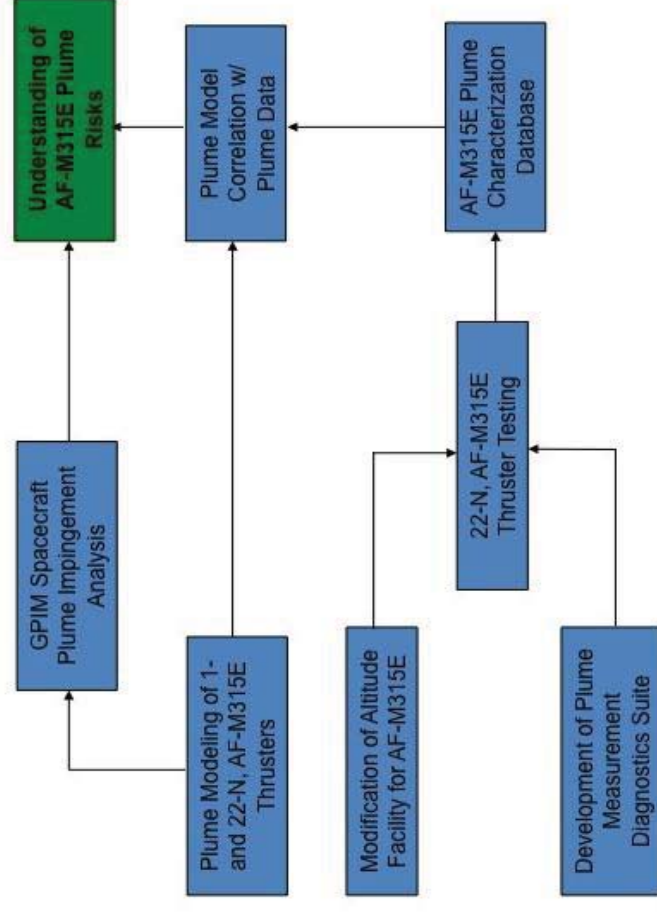 GPIM Spacecraft
Plume Impingement
Analysis
Understanding of
AF-M315E Plume
Risks
Plume Modeling of 1-
and 22-N, AF-M315E
Thrusters
Plume Model
Correlation w/
Plume Data
Modification of Altitude
Facility for AF-M315E
22-N, AF-M315E
Thruster Testing
AF-M315E Plume
Characterization
Database
Development of Plume
Measurement
Diagnostics Suite